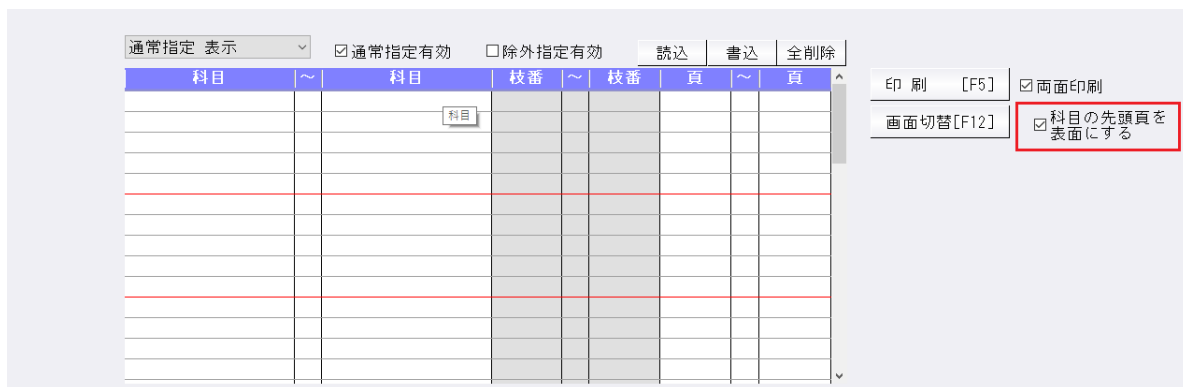 通常指定 表示
通常指定有効
除外指定有効
読込
書込
全削除
科目 ～ 科目 枝番 ～ 枝番 頁 ～ 頁
科目
印 刷 [F5]
両面印刷
画面切替[F12]
科目の先頭頁を
表面にする